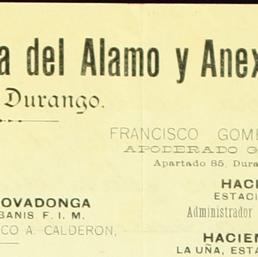 a del Alamo y Anex
Durango.
FRANCISCO GOME
APODERADO G
Apartado 85, Dura
HACI
ESTACI
Administrador
OVADONGA
BANIS F. I. M.
CO A. CALDERON,
HACIEN
LA UÑA, ESTA